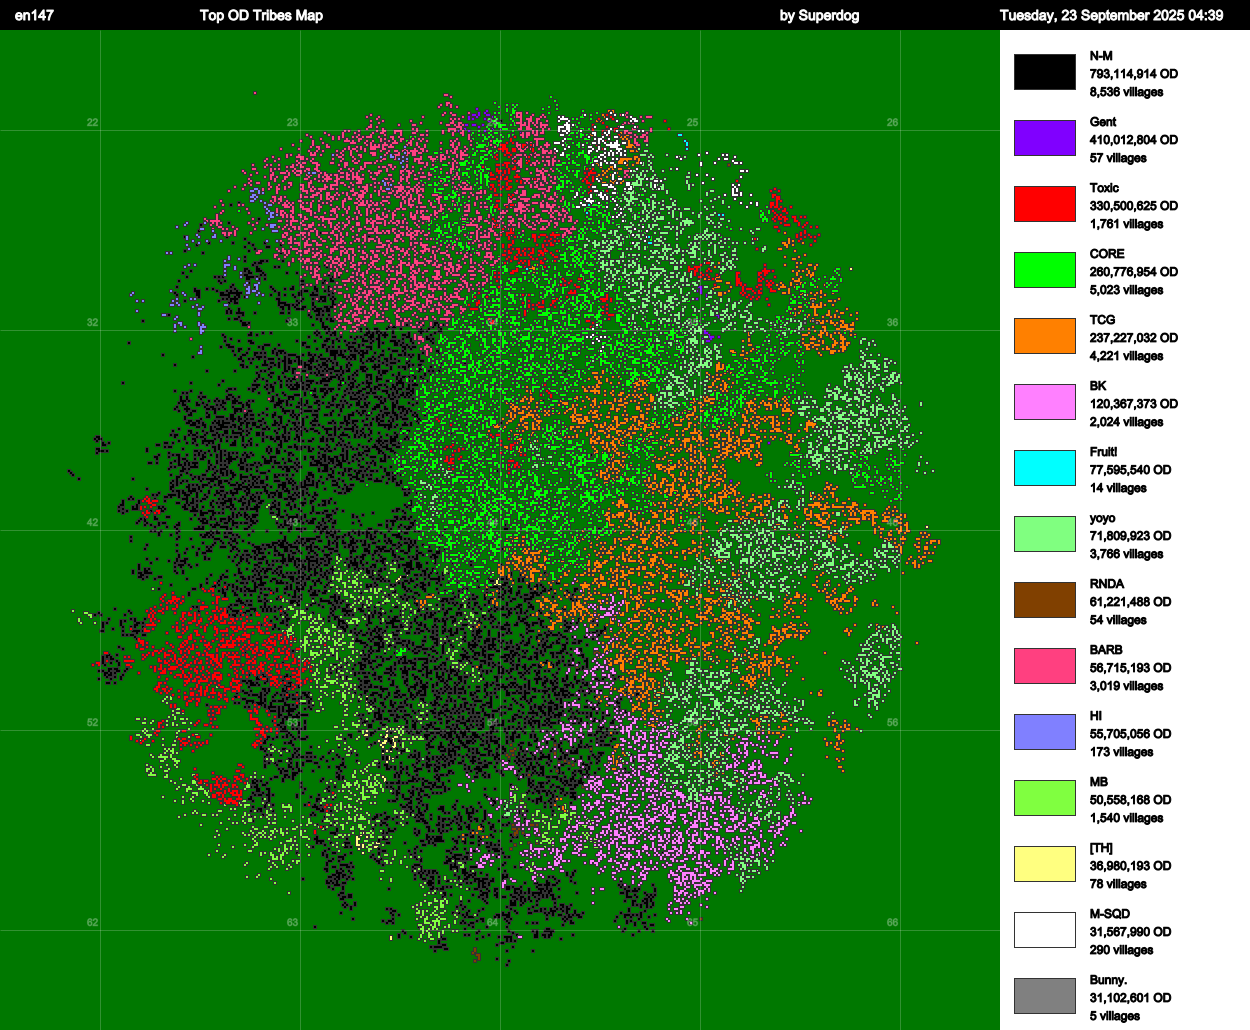 en147 Top OD Tribes Map by Superdog Tuesday, 23 September 2025 04:39
N-M
793,114,914 OD
8,536 villages
Gent
410,012,804 OD
57 villages
Toxic
330,500,625 OD
1,761 villages
CORE
260,776,954 OD
5,023 villages
TCG
237,227,032 OD
4,221 villages
BK
120,367,373 OD
2,024 villages
Fruit!
77,595,540 OD
14 villages
yoyo
71,809,923 OD
3,766 villages
RNDA
61,221,488 OD
54 villages
BARB
56,715,193 OD
3,019 villages
HI
55,705,056 OD
173 villages
MB
50,558,168 OD
1,540 villages
[TH]
36,980,193 OD
78 villages
M-SQD
31,567,990 OD
290 villages
Bunny.
31,102,601 OD
5 villages
22 23 25 26
32 33 36
42 43
52 53 56
62 63 64 65 66